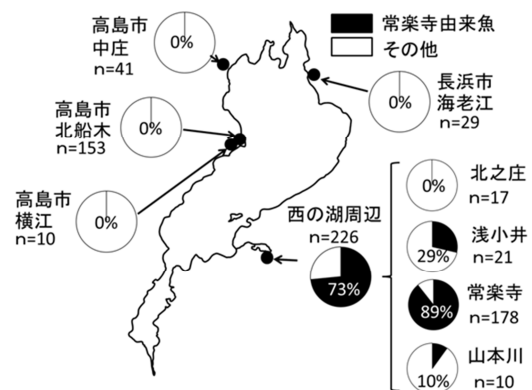 常楽寺由来魚
その他
高島市
中庄
n=41
0%
長浜市
海老江
n=29
0%
高島市
北船木
n=153
0%
高島市
横江
n=10
0%
西の湖周辺
n=226
73%
北之庄
n=17
0%
浅小井
n=21
29%
常楽寺
n=178
89%
山本川
n=10
10%